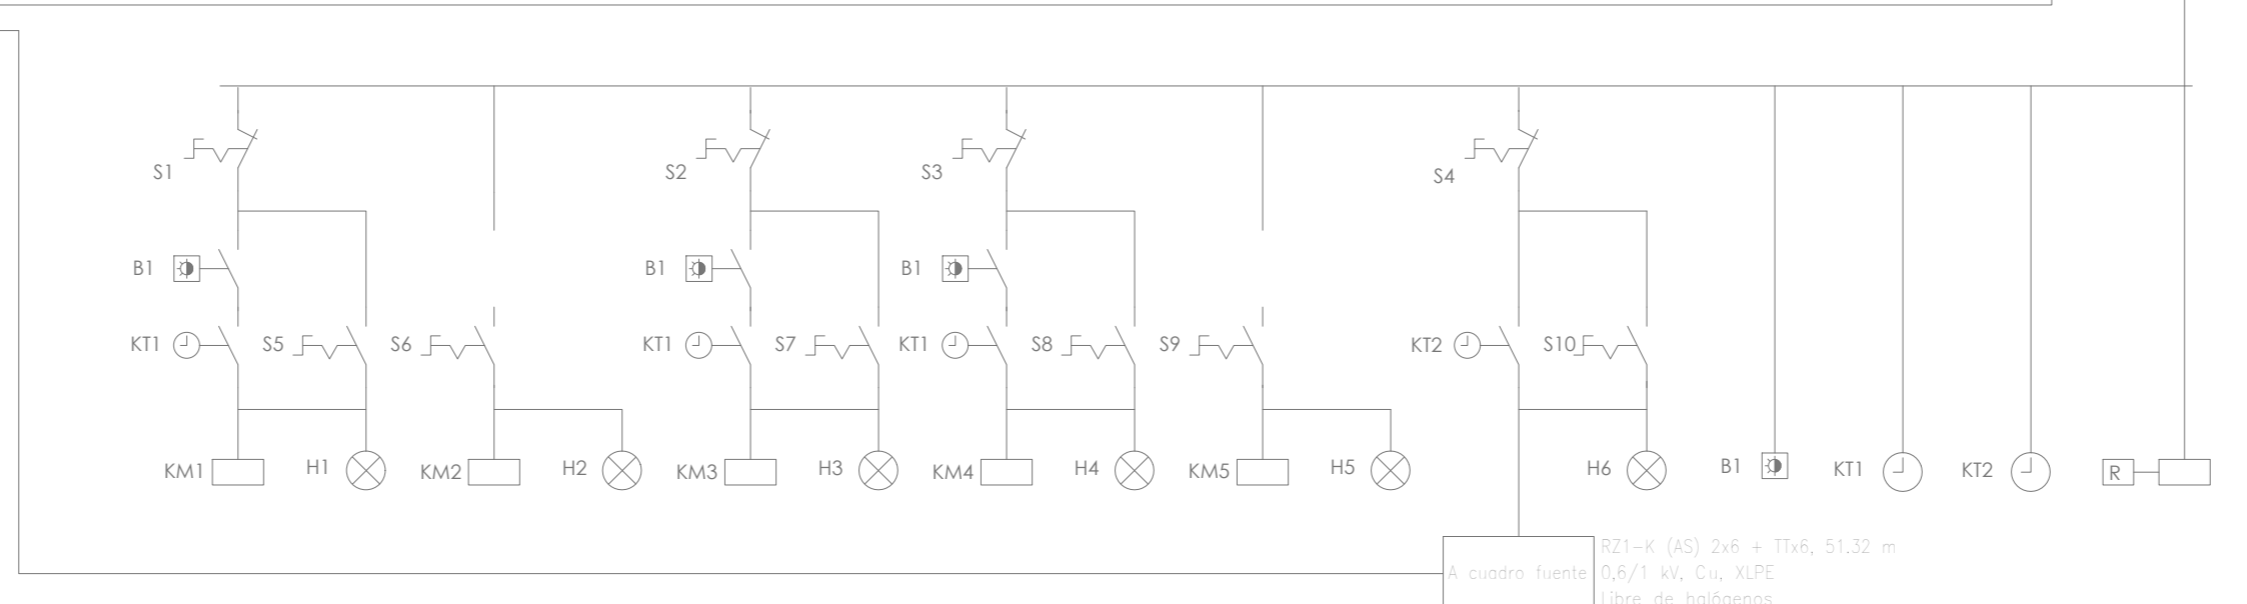 S1
S2
S3
S4
B1
B1
B1
KT1
S5
S6
KT1
S7
KT1
S8
S9
KT2
S10
KM1
H1
KM2
H2
KM3
H3
KM4
H4
KM5
H5
H6
B1
KT1
KT2
R
A cuadro fuente
RZ1-K (AS) 2x6 + TTx6, 51.32 m
0,6/1 kV, Cu, XLPE
Libre de halógenos